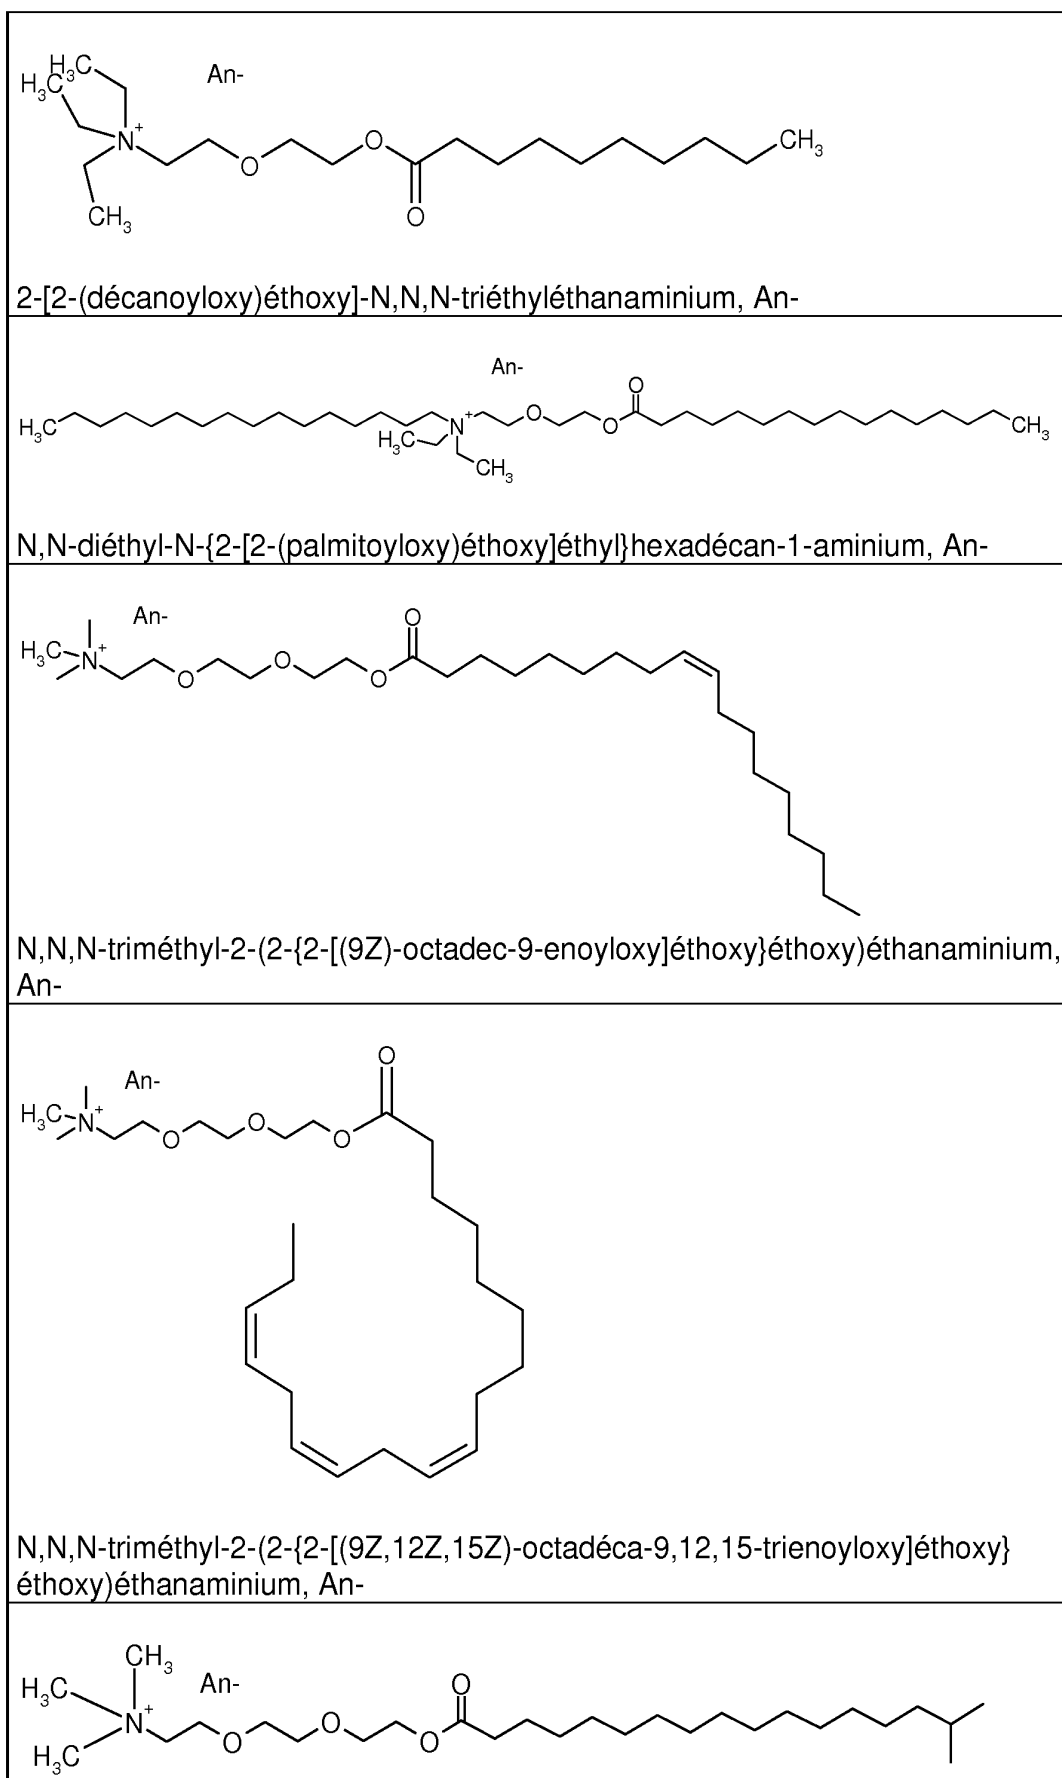 H₃C
H₃C
An-
N⁺
O
O
O
CH₃
CH₃
2-[2-(décanoyloxy)éthoxy]-N,N,N-triéthyléthanaminium, An-
An-
O
H₃C
N⁺
O
O
CH₃
H₃C
CH₃
N,N-diéthyl-N-{2-[2-(palmitoyloxy)éthoxy]éthyl}hexadécan-1-aminium, An-
An-
O
H₃C
N⁺
O
O
O
N,N,N-triméthyl-2-(2-{2-[(9Z)-octadec-9-enoyloxy]éthoxy}éthoxy)éthanaminium,
An-
O
An-
H₃C
N⁺
O
O
O
N,N,N-triméthyl-2-(2-{2-[(9Z,12Z,15Z)-octadéca-9,12,15-trienoyloxy]éthoxy}
éthoxy)éthanaminium, An-
CH₃
H₃C
An-
O
N⁺
O
O
O
H₃C